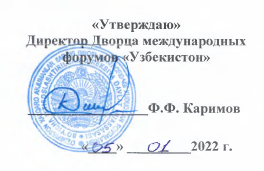 «Утверждаю»
Директор Дворца международных
форумов «Узбекистон»
Ф.Ф. Каримов
«05» 01 2022 г.